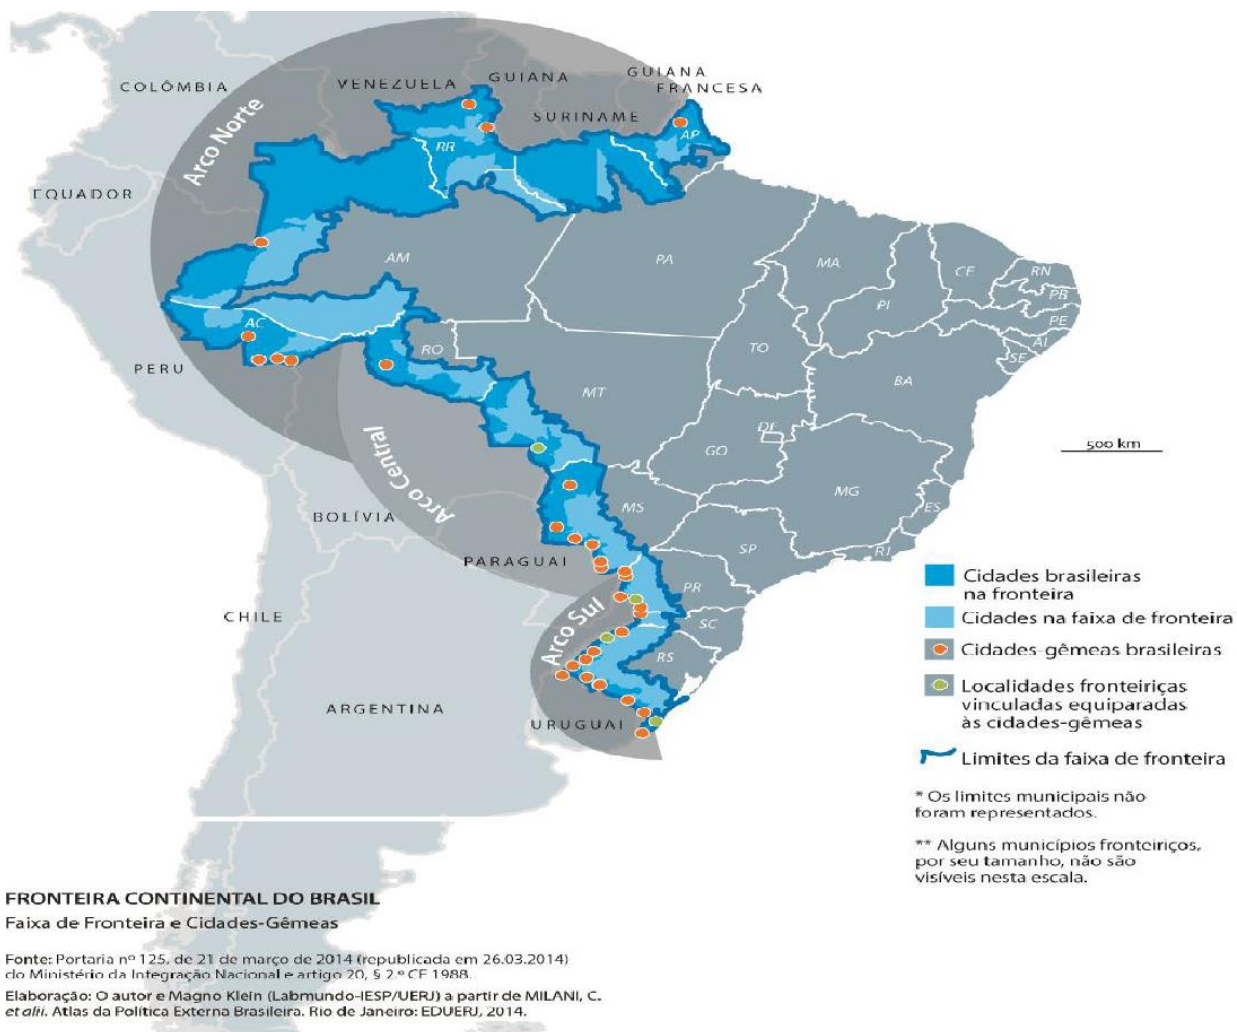 COLÔMBIA
VENEZUELA
GUIANA
GUIANA
FRANCESA
SURINAME
EQUADOR
PERU
BOLÍVIA
PARAGUAI
CHILE
ARGENTINA
URUGUAI
Arco Norte
Arco Central
Arco Sul
RR
AP
AM
PA
MA
CE
RN
PB
PE
AL
SE
PI
AC
RO
TO
BA
MT
DF
GO
MG
ES
MS
SP
RJ
PR
SC
RS
500 km
Cidades brasileiras
na fronteira
Cidades na faixa de fronteira
Cidades-gêmeas brasileiras
Localidades fronteiriças
vinculadas equiparadas
às cidades-gêmeas
Limites da faixa de fronteira
* Os limites municipais não
foram representados.
** Alguns municípios fronteiriços,
por seu tamanho, não são
visíveis nesta escala.
FRONTEIRA CONTINENTAL DO BRASIL
Faixa de Fronteira e Cidades-Gêmeas
Fonte: Portaria nº 125, de 21 de março de 2014 (republicada em 26.03.2014)
do Ministério da Integração Nacional e artigo 20, § 2.º CF 1988.
Elaboração: O autor e Magno Klein (Labmundo-IESP/UERJ) a partir de MILANI, C.
et alii. Atlas da Política Externa Brasileira. Rio de Janeiro: EDUERJ, 2014.